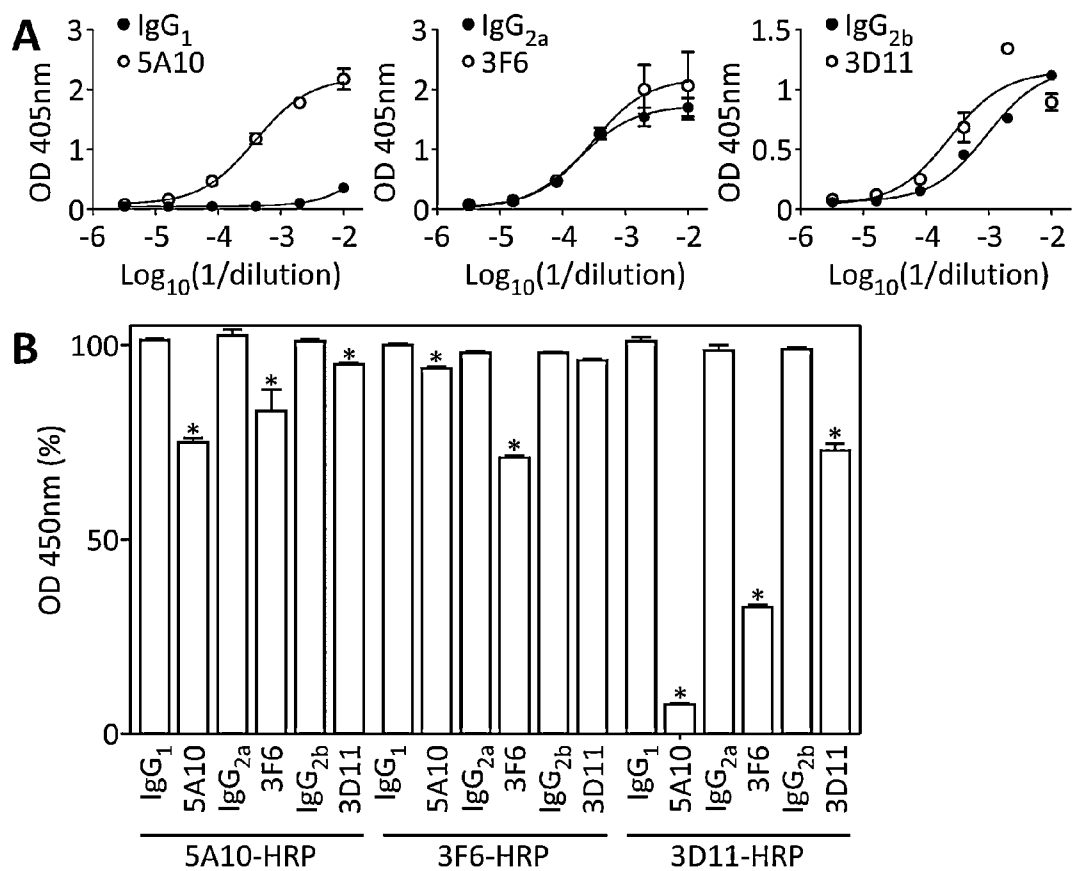 A
IgG1
5A10
OD 405nm
3
2
1
0
-6 -5 -4 -3 -2
Log10(1/dilution)
IgG2a
3F6
OD 405nm
3
2
1
0
-6 -5 -4 -3 -2
Log10(1/dilution)
IgG2b
3D11
OD 405nm
1.5
1
0.5
0
-6 -5 -4 -3 -2
Log10(1/dilution)
B
OD 450nm (%)
100
50
0
* * * * * * * *
IgG1 5A10 IgG2a 3F6 IgG2b 3D11 IgG1 5A10 IgG2a 3F6 IgG2b 3D11 IgG1 5A10 IgG2a 3F6 IgG2b 3D11
5A10-HRP 3F6-HRP 3D11-HRP